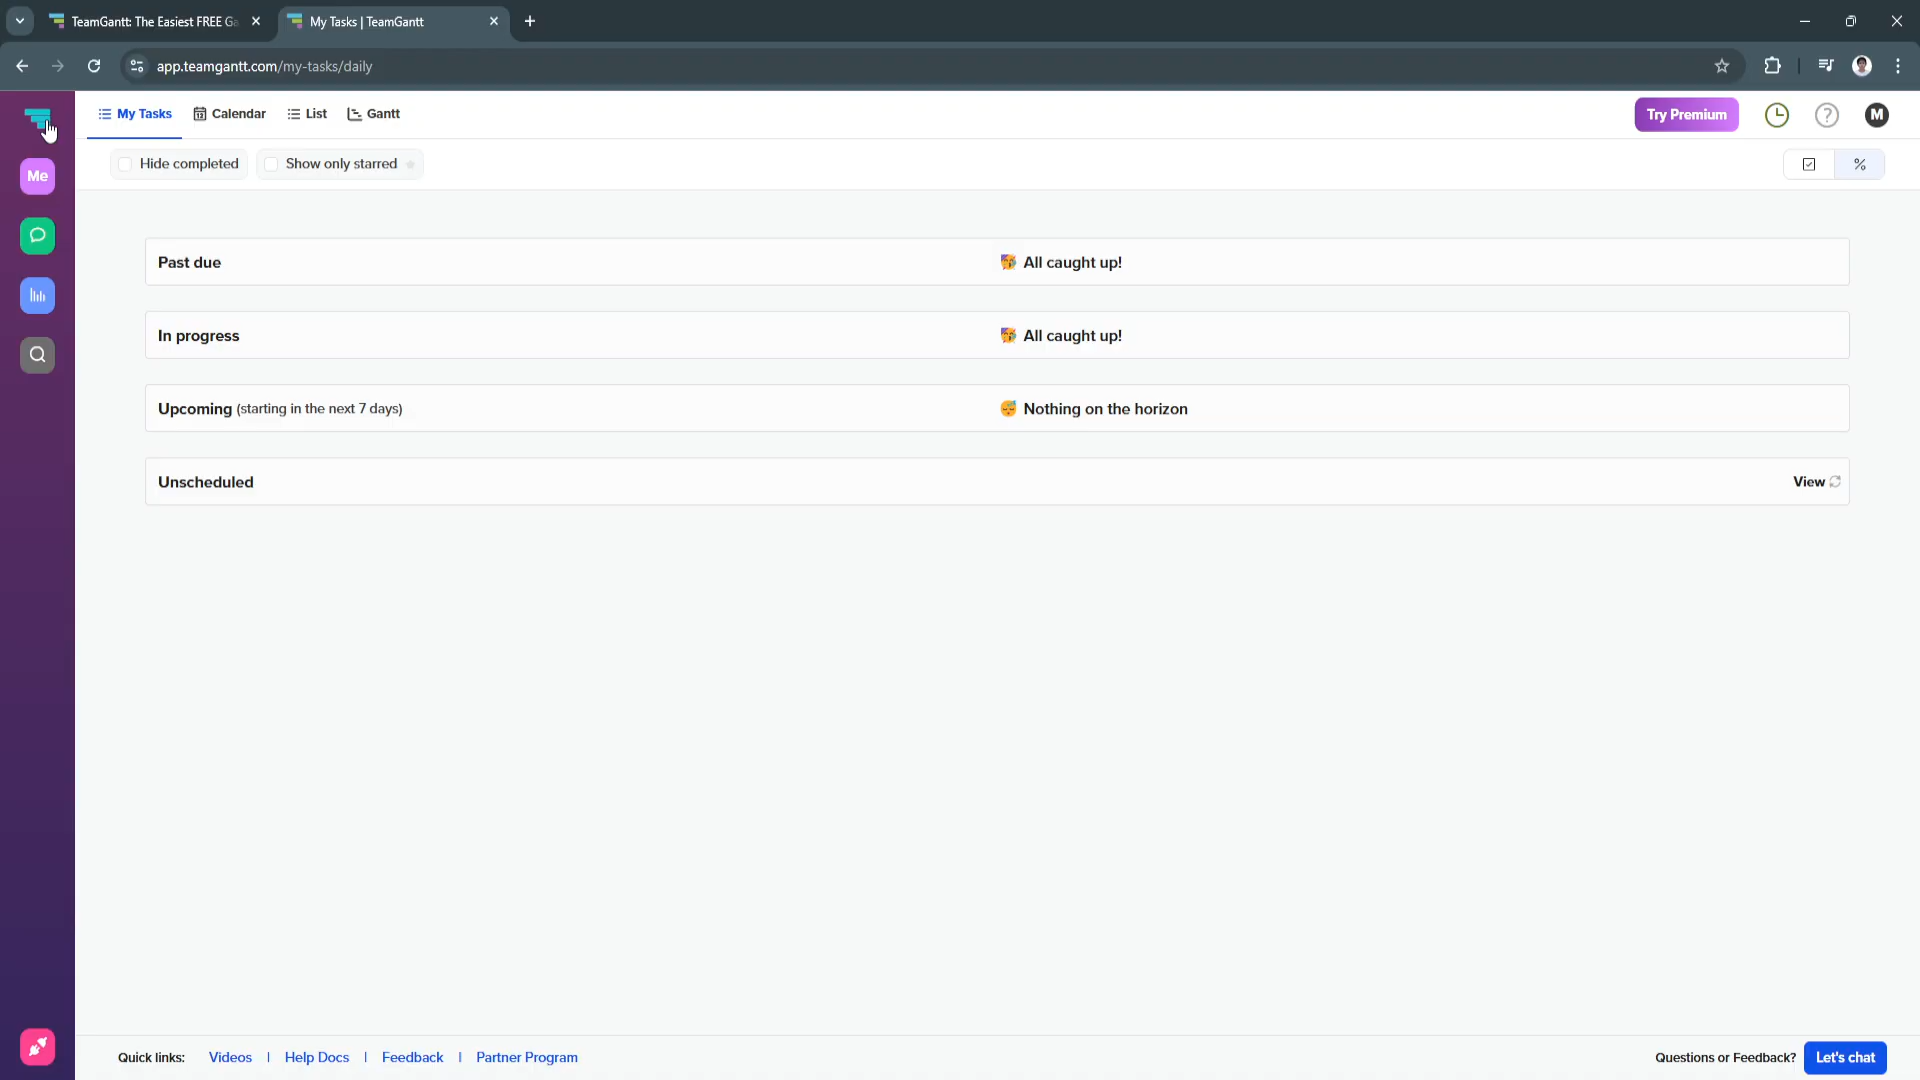 TeamGantt: The Easiest FREE Ga
My Tasks | TeamGantt
app.teamgantt.com/my-tasks/daily
My Tasks
Calendar
List
Gantt
Try Premium
M
Me
Hide completed
Show only starred
%
Past due
All caught up!
In progress
All caught up!
Upcoming (starting in the next 7 days)
Nothing on the horizon
Unscheduled
View
Quick links: Videos | Help Docs | Feedback | Partner Program
Questions or Feedback? Let's chat